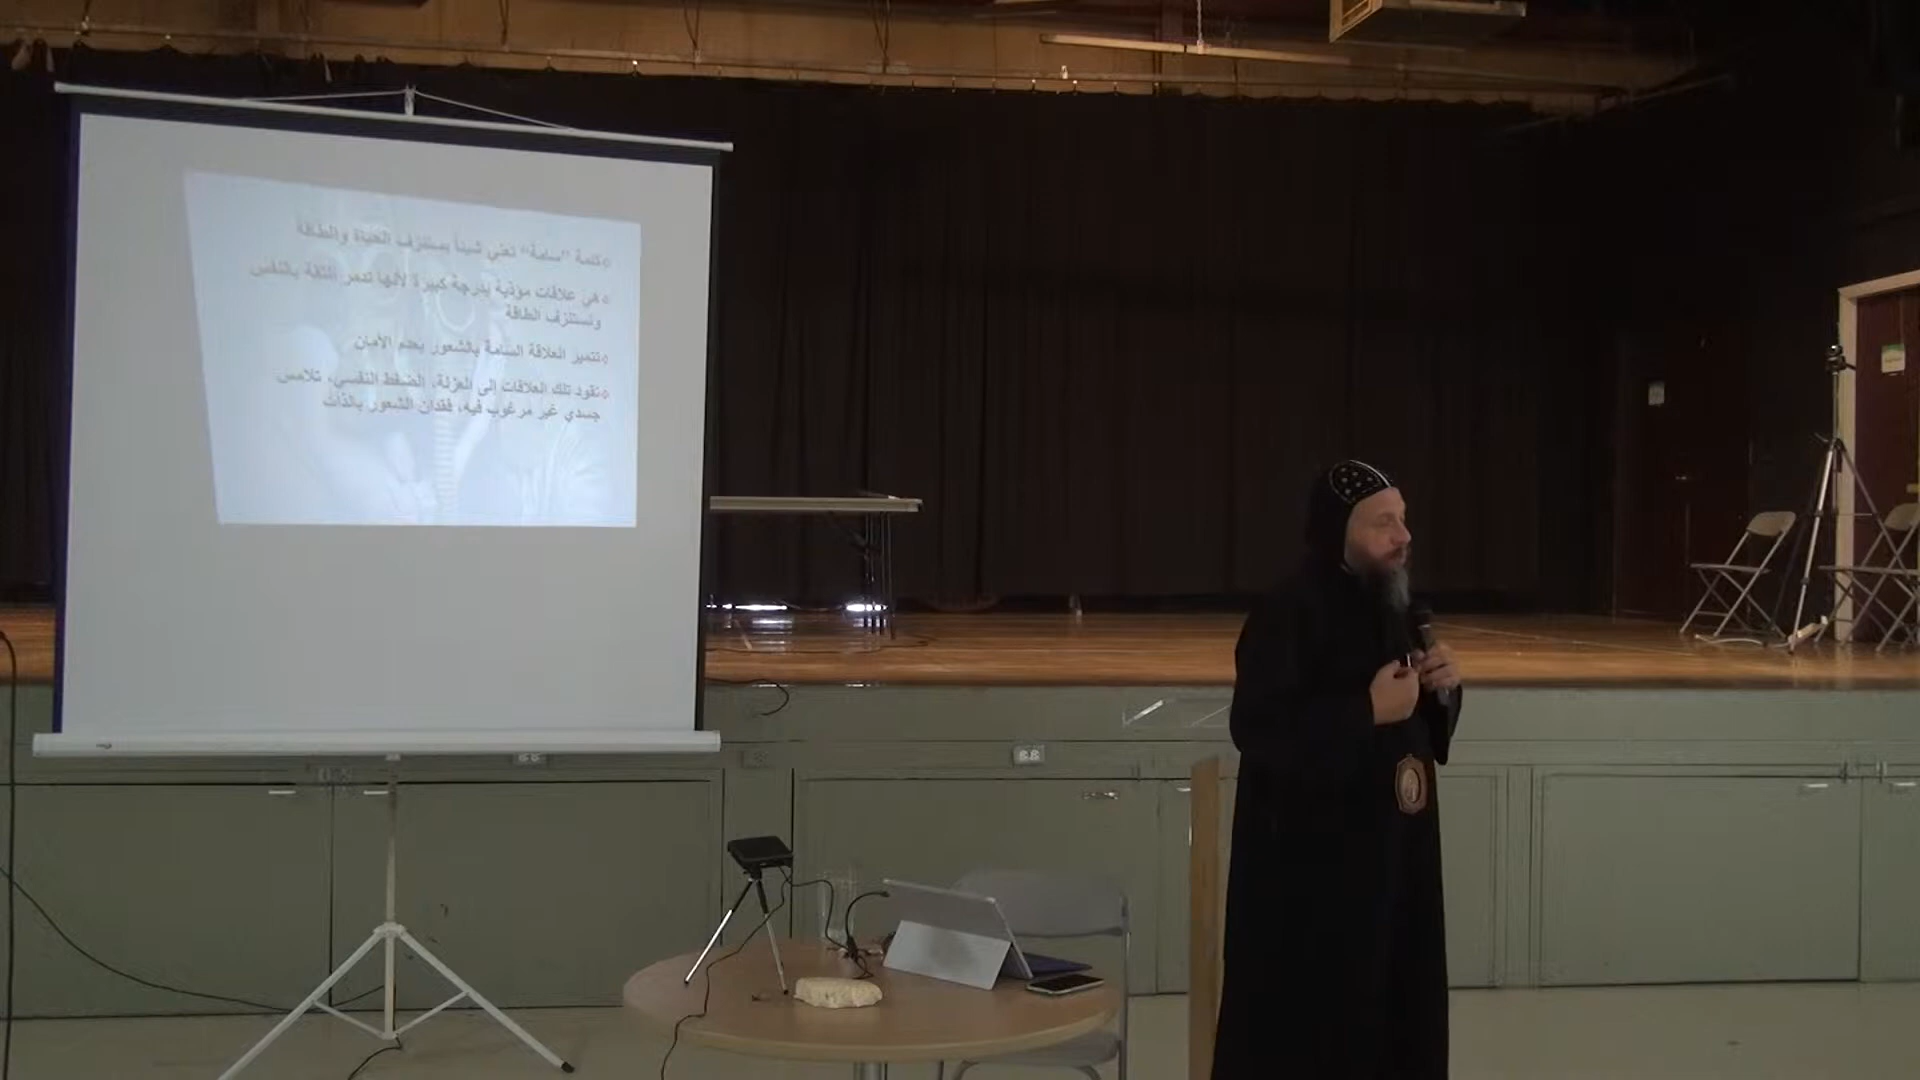 كلمة "سامة" تعني شيئاً يستنزف الحياة والطاقة
هي علاقات مؤذية بدرجة كبيرة لأنها تدمر الثقة بالنفس
وتستنزف الطاقة
تتميز العلاقة السامة بالشعور بعدم الأمان
تقود تلك العلاقات إلى العزلة، الضغط النفسي، تلامس
جسدي غير مرغوب فيه، فقدان الشعور بالذات